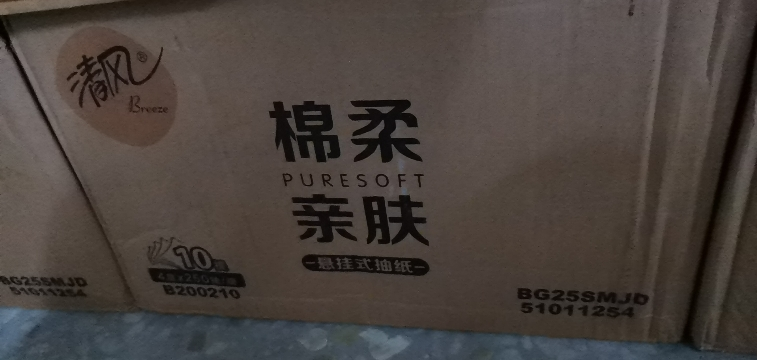 清风®
Breeze
棉柔
PURESOFT
亲肤
悬挂式抽纸
10
B200210
BG25SMJD
51011254
BG25SMJD
51011254